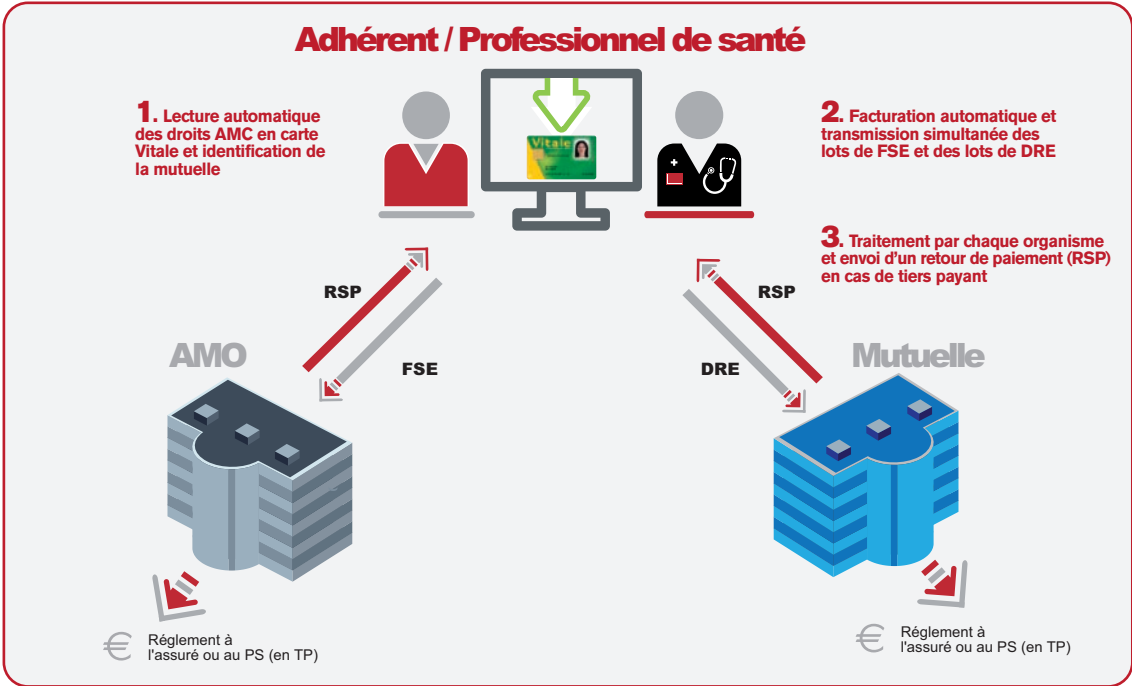 Adhérent / Professionnel de santé
1. Lecture automatique
des droits AMC en carte
Vitale et identification de
la mutuelle
Vitale
2. Facturation automatique et
transmission simultanée des
lots de FSE et des lots de DRE
3. Traitement par chaque organisme
et envoi d'un retour de paiement (RSP)
en cas de tiers payant
RSP
FSE
RSP
DRE
AMO
Mutuelle
€ Réglement à
l'assuré ou au PS (en TP)
€ Réglement à
l'assuré ou au PS (en TP)